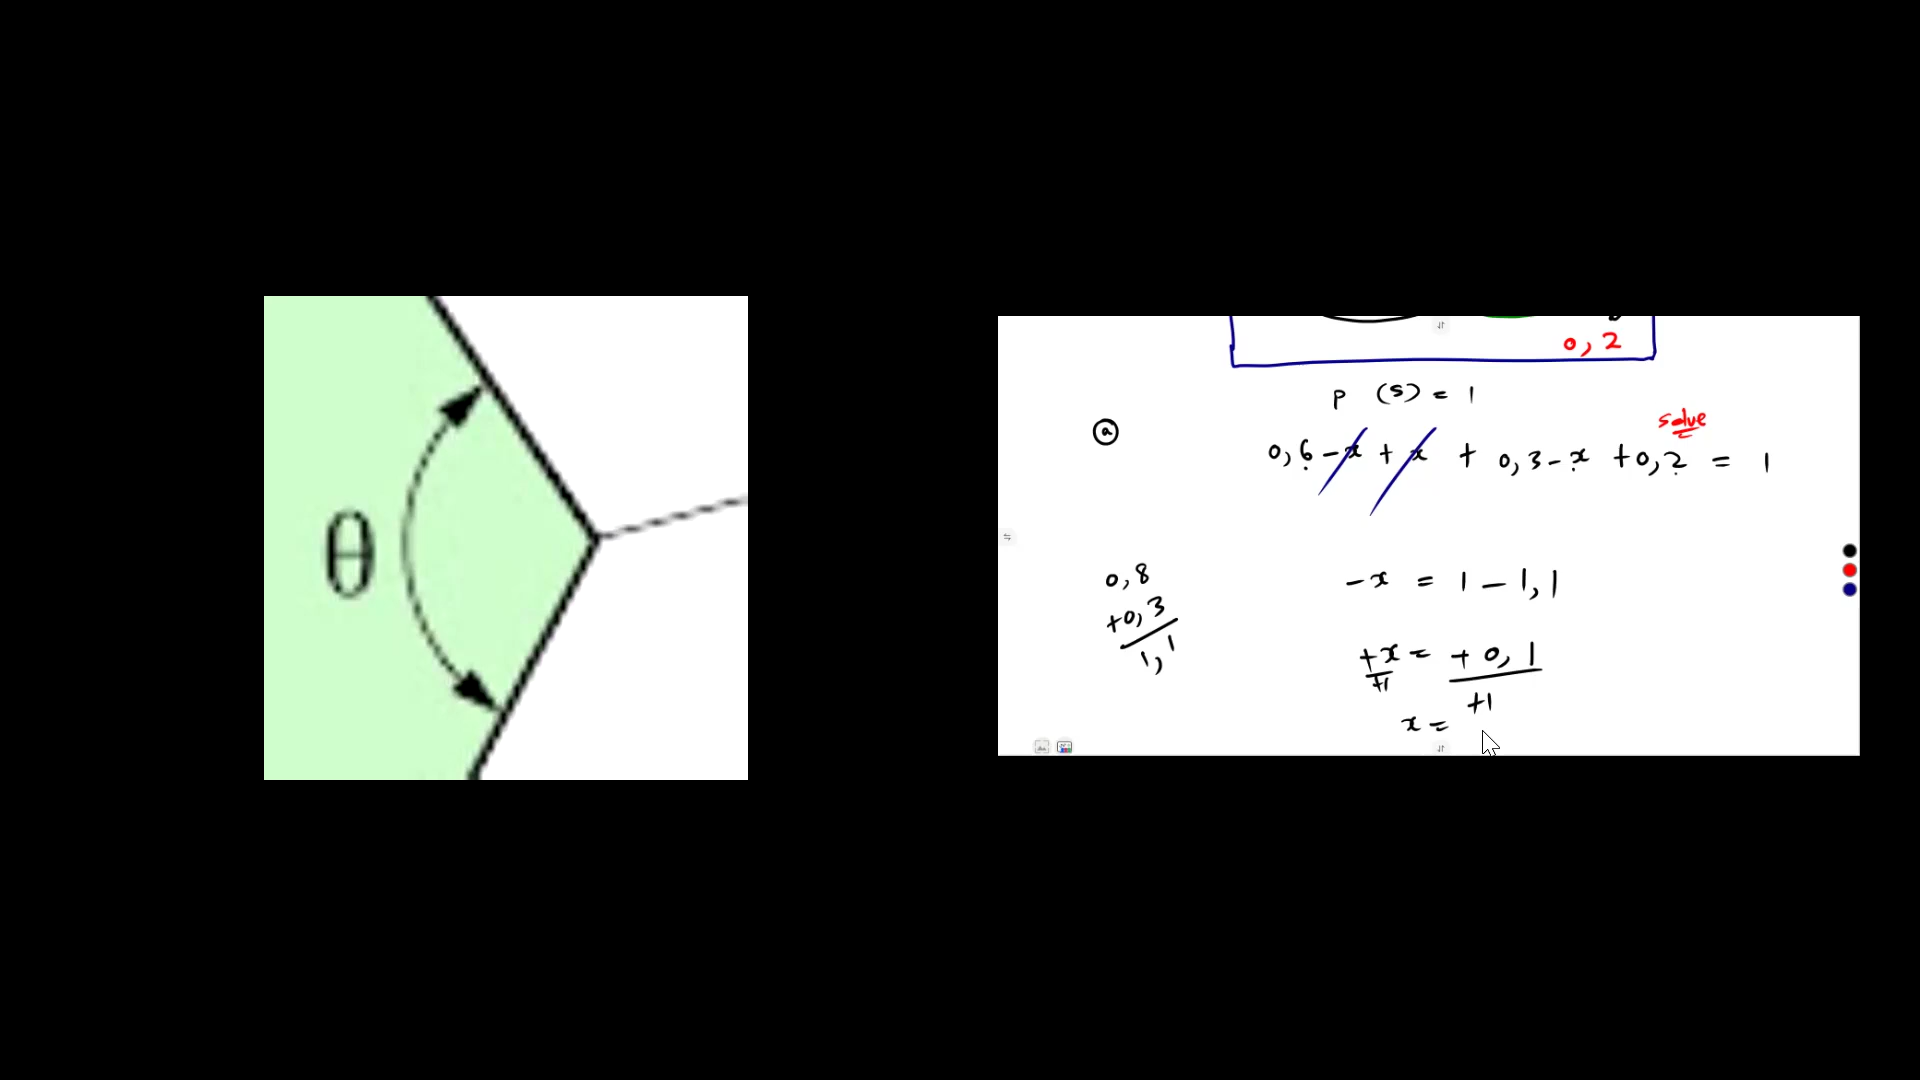 θ
0,2
P (S) = 1
solve
ⓐ
0,6 - x + x + 0,3 - x + 0,2 = 1
0,8
+0,3
1,1
-x = 1 - 1,1
+x = + 0,1
+1 +1
x =